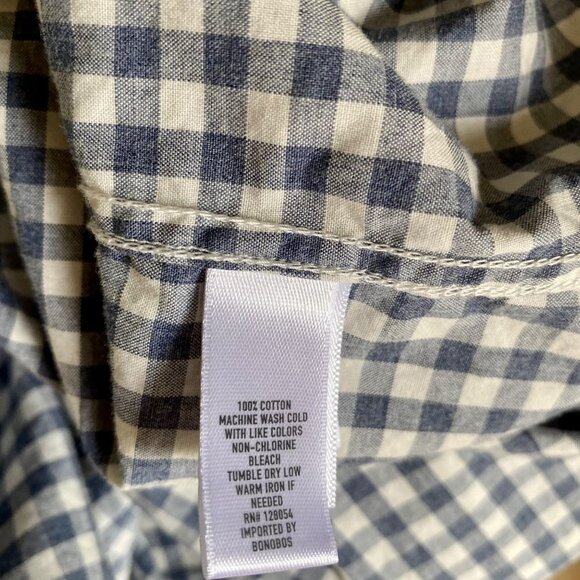 100% COTTON
MACHINE WASH COLD
WITH LIKE COLORS
NON-CHLORINE
BLEACH
TUMBLE DRY LOW
WARM IRON IF
NEEDED
RN# 128054
IMPORTED BY
BONOBOS